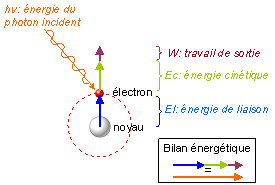 hν: énergie du
photon incident
W: travail de sortie
Ec: énergie cinétique
électron
El: énergie de liaison
noyau
Bilan énergétique
=